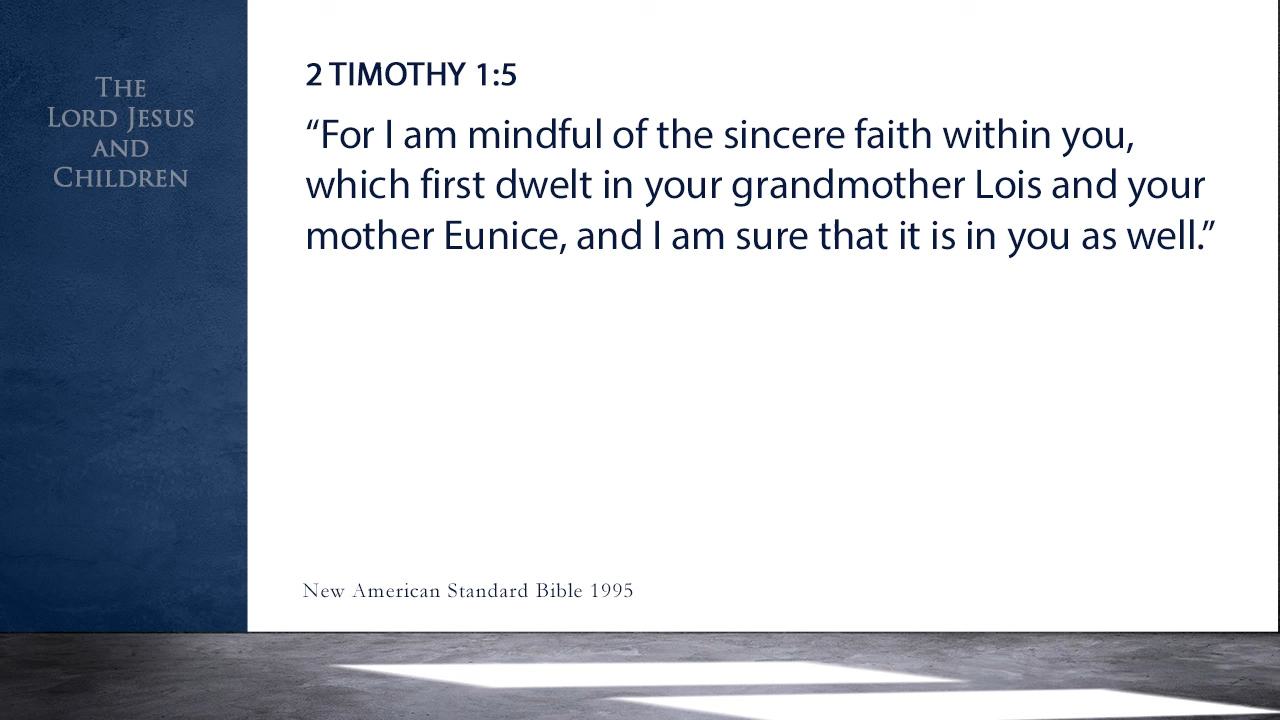 The
Lord Jesus
and
Children
2 TIMOTHY 1:5
“For I am mindful of the sincere faith within you,
which first dwelt in your grandmother Lois and your
mother Eunice, and I am sure that it is in you as well.”
New American Standard Bible 1995